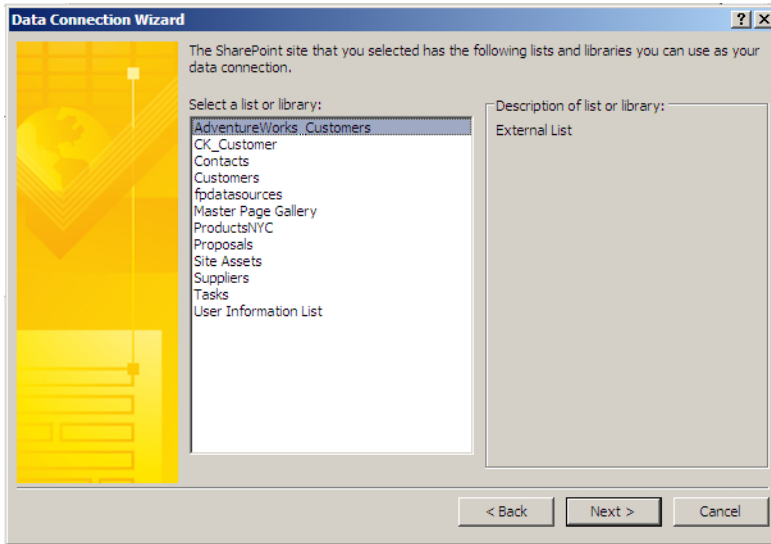 Data Connection Wizard
The SharePoint site that you selected has the following lists and libraries you can use as your
data connection.
Select a list or library:
AdventureWorks_Customers
CK_Customer
Contacts
Customers
fpdatasources
Master Page Gallery
ProductsNYC
Proposals
Site Assets
Suppliers
Tasks
User Information List
Description of list or library:
External List
< Back
Next >
Cancel